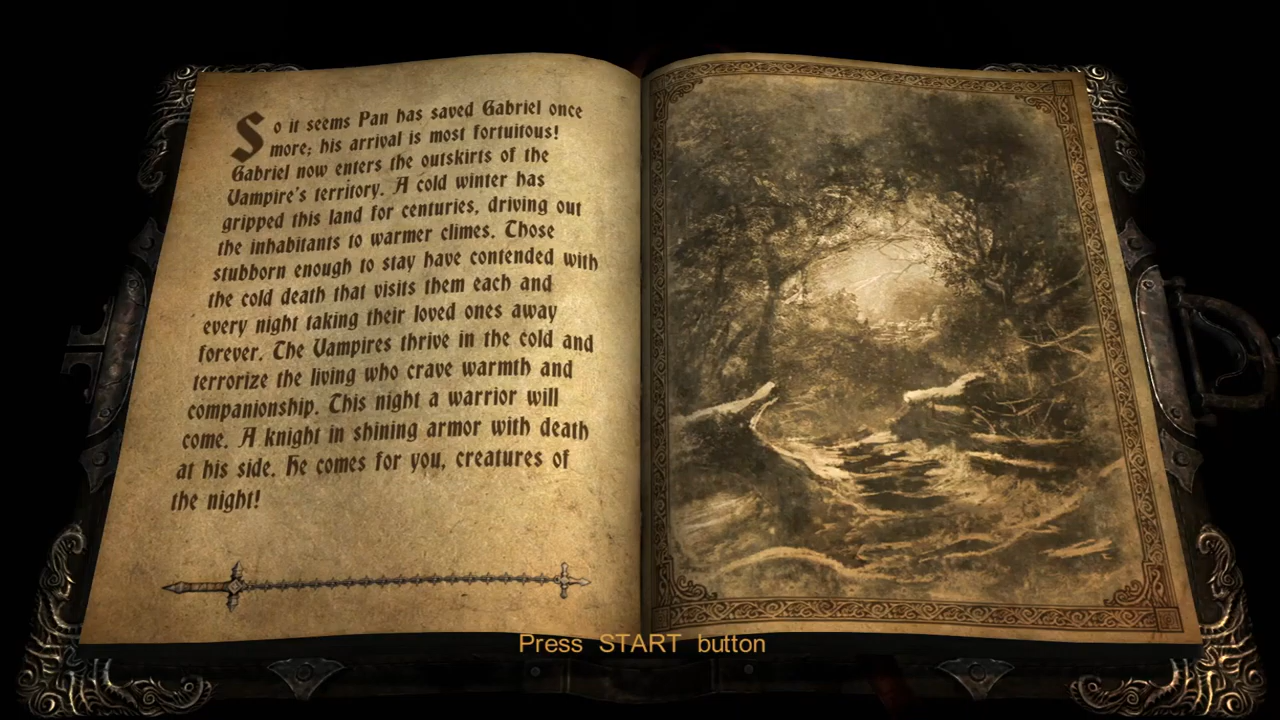 So it seems Pan has saved Gabriel once
more; his arrival is most fortuitous!
Gabriel now enters the outskirts of the
Vampire's territory. A cold winter has
gripped this land for centuries, driving out
the inhabitants to warmer climes. Those
stubborn enough to stay have contended with
the cold death that visits them each and
every night taking their loved ones away
forever. The Vampires thrive in the cold and
terrorize the living who crave warmth and
companionship. This night a warrior will
come. A knight in shining armor with death
at his side. He comes for you, creatures of
the night!
Press START button